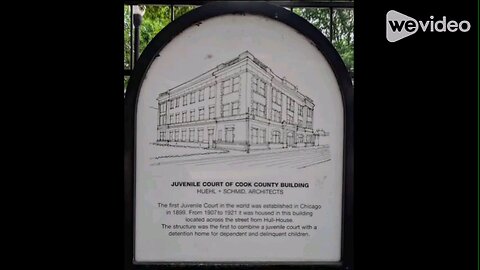 wevideo
JUVENILE COURT OF COOK COUNTY BUILDING
HUEHL + SCHMID, ARCHITECTS
The first Juvenile Court in the world was established in Chicago
in 1899. From 1907 to 1921 it was housed in this building
located across the street from Hull-House.
The structure was the first to combine a juvenile court with a
detention home for dependent and delinquent children.